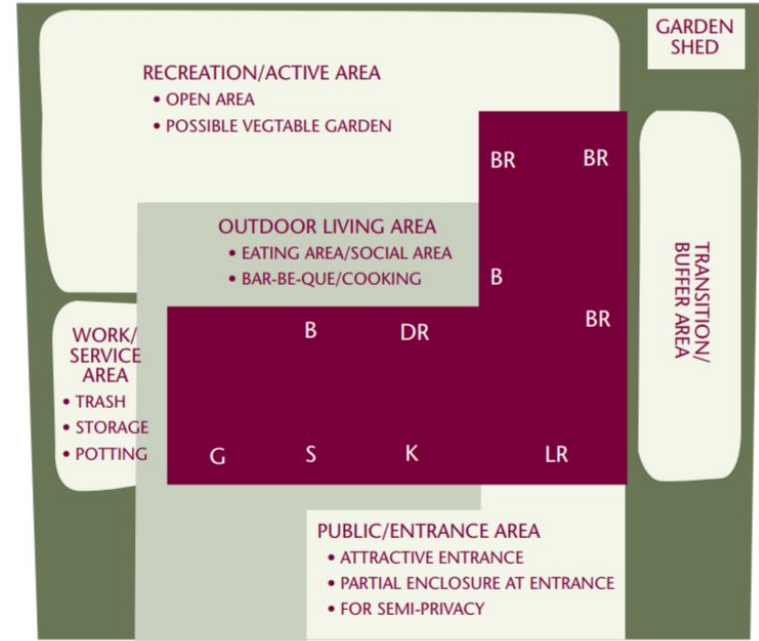 GARDEN
SHED
RECREATION/ACTIVE AREA
• OPEN AREA
• POSSIBLE VEGTABLE GARDEN
BR BR
OUTDOOR LIVING AREA
• EATING AREA/SOCIAL AREA
• BAR-BE-QUE/COOKING
B
BR
TRANSITION/
BUFFER AREA
WORK/
SERVICE
AREA
• TRASH
• STORAGE
• POTTING
B DR
G S K LR
PUBLIC/ENTRANCE AREA
• ATTRACTIVE ENTRANCE
• PARTIAL ENCLOSURE AT ENTRANCE
• FOR SEMI-PRIVACY